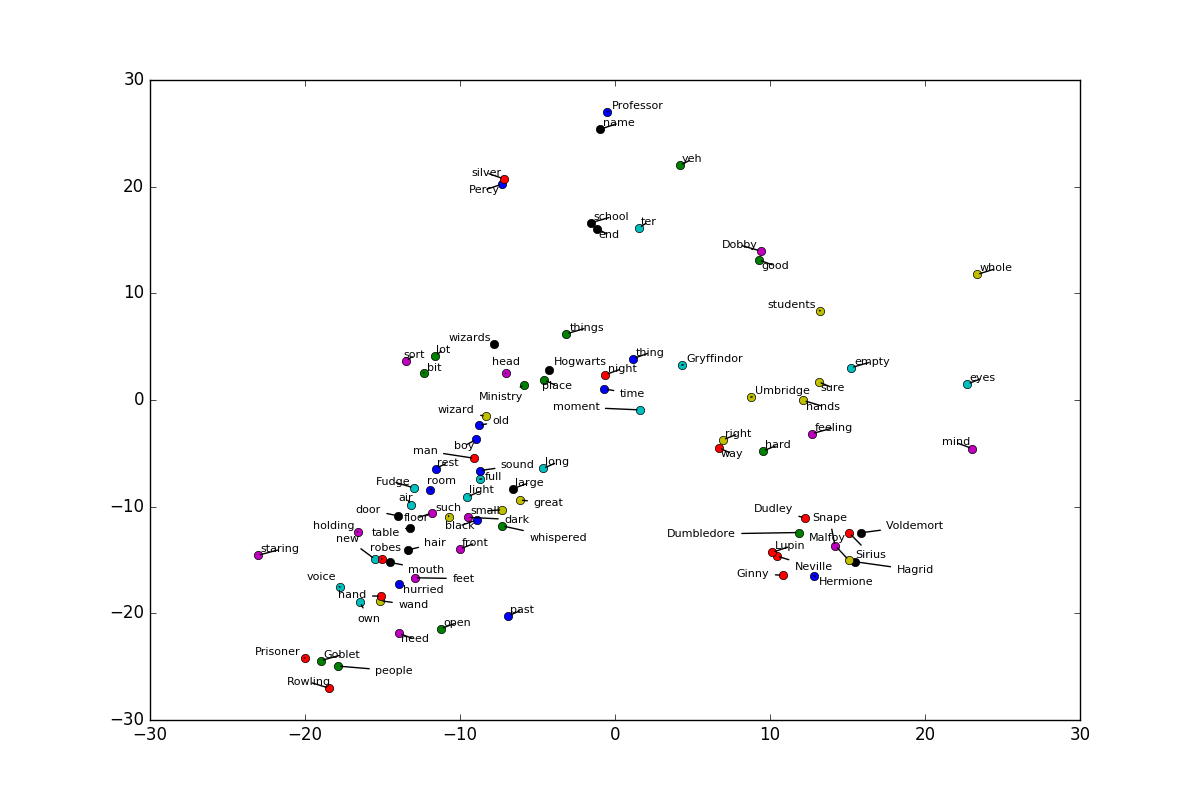 30
Professor
name
yeh
silver
20
Percy
school
ter
end
Dobby
good
whole
10
students
things
wizards
thing
sort
lot
head
Hogwarts
Gryffindor
empty
bit
night
eyes
place
sure
Umbridge
Ministry
time
0
moment
hands
wizard
old
right
feeling
boy
mind
man
way
hard
rest
sound
long
Fudge
room
full
light
large
air
great
−10
door
floor
such
small
Dudley
Snape
holding
table
black
dark
Dumbledore
Voldemort
new
whispered
Malfoy
robes
hair
front
Lupin
Sirius
staring
mouth
Neville
Hagrid
voice
feet
Ginny
Hermione
hand
hurried
wand
own
−20
past
open
need
Prisoner
Goblet
people
Rowling
−30
−30 −20 −10 0 10 20 30